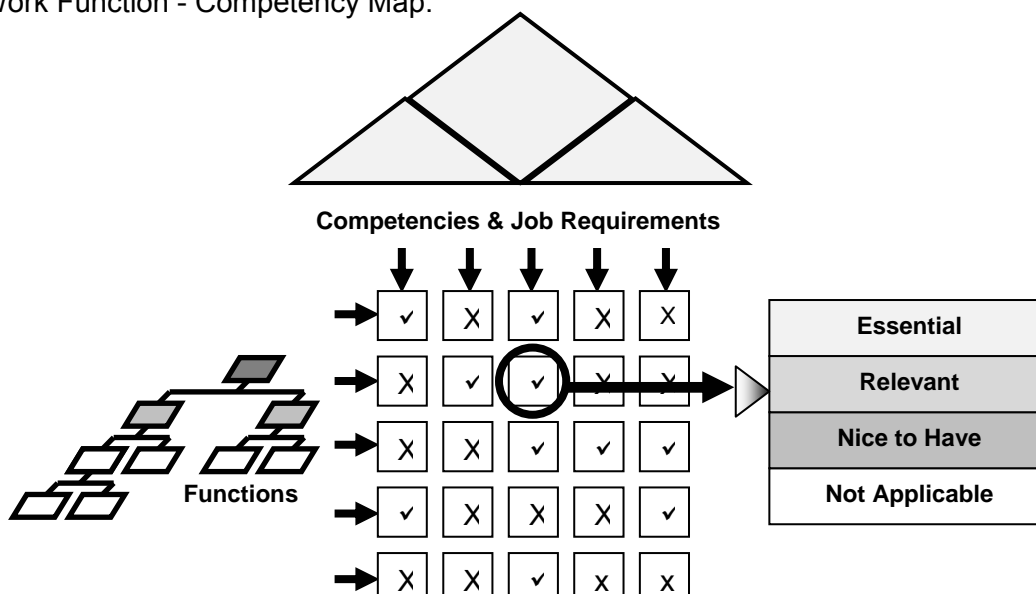 Work Function - Competency Map.
Competencies & Job Requirements
✓ X ✓ X X
X ✓ ✓ X X
X X ✓ ✓ ✓
✓ X X X ✓
X X ✓ x x
Functions
Essential
Relevant
Nice to Have
Not Applicable